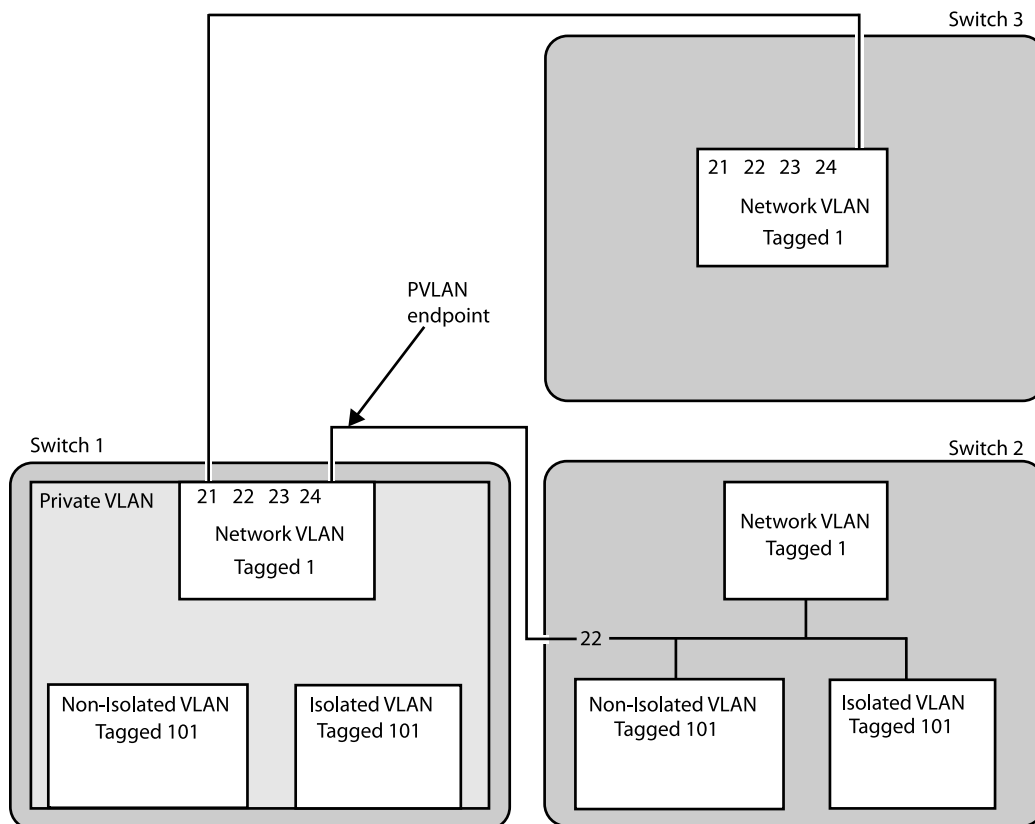 Switch 3
21 22 23 24
Network VLAN
Tagged 1
PVLAN
endpoint
Switch 1
Private VLAN
21 22 23 24
Network VLAN
Tagged 1
Non-Isolated VLAN
Tagged 101
Isolated VLAN
Tagged 101
Switch 2
Network VLAN
Tagged 1
22
Non-Isolated VLAN
Tagged 101
Isolated VLAN
Tagged 101